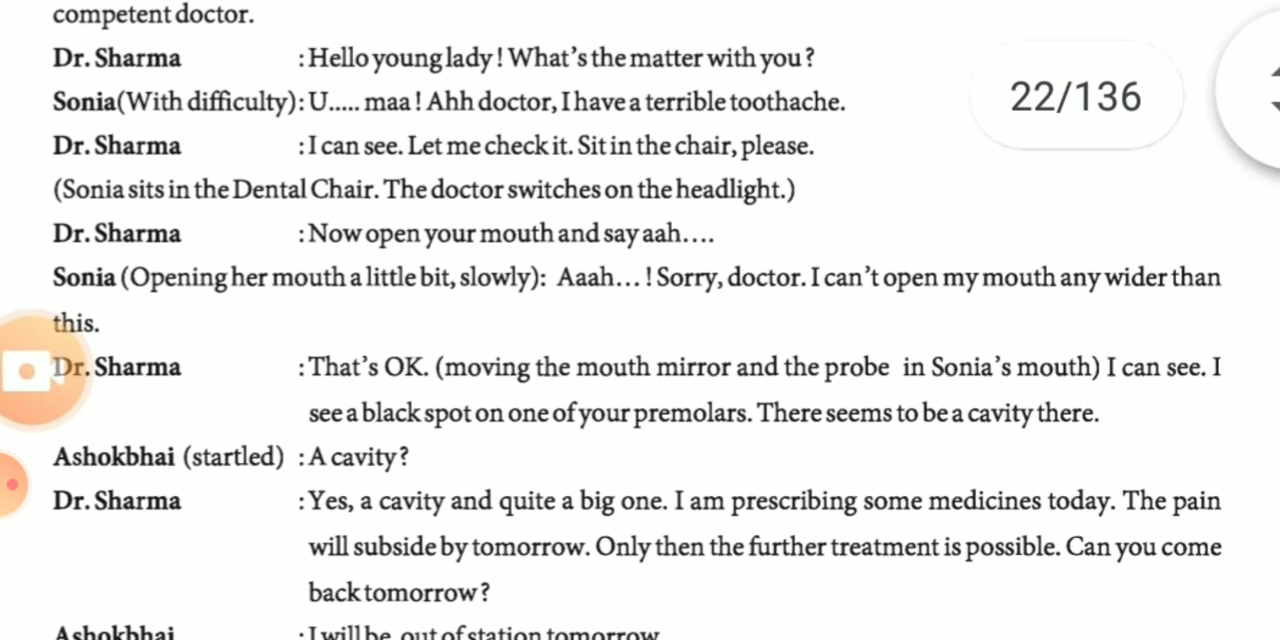 competent doctor.
Dr. Sharma : Hello young lady! What's the matter with you?
22/136
Sonia(With difficulty): U..... maa! Ahh doctor, I have a terrible toothache.
Dr. Sharma : I can see. Let me check it. Sit in the chair, please.
(Sonia sits in the Dental Chair. The doctor switches on the headlight.)
Dr. Sharma : Now open your mouth and say aah....
Sonia (Opening her mouth a little bit, slowly): Aaah...! Sorry, doctor. I can't open my mouth any wider than
this.
Dr. Sharma : That's OK. (moving the mouth mirror and the probe in Sonia's mouth) I can see. I
see a black spot on one of your premolars. There seems to be a cavity there.
Ashokbhai (startled) : A cavity?
Dr. Sharma : Yes, a cavity and quite a big one. I am prescribing some medicines today. The pain
will subside by tomorrow. Only then the further treatment is possible. Can you come
back tomorrow?
Ashokbhai : I will be out of station tomorrow